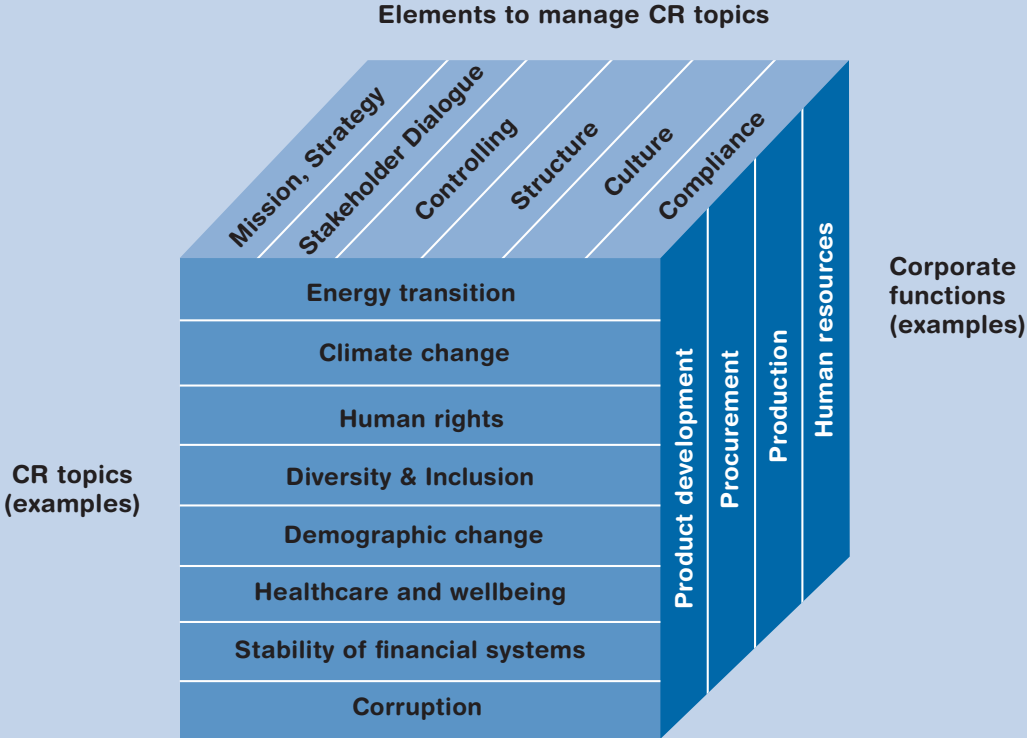 Elements to manage CR topics
Mission, Strategy
Stakeholder Dialogue
Controlling
Structure
Culture
Compliance
Energy transition
Climate change
Human rights
Diversity & Inclusion
Demographic change
Healthcare and wellbeing
Stability of financial systems
Corruption
CR topics
(examples)
Product development
Procurement
Production
Human resources
Corporate
functions
(examples)